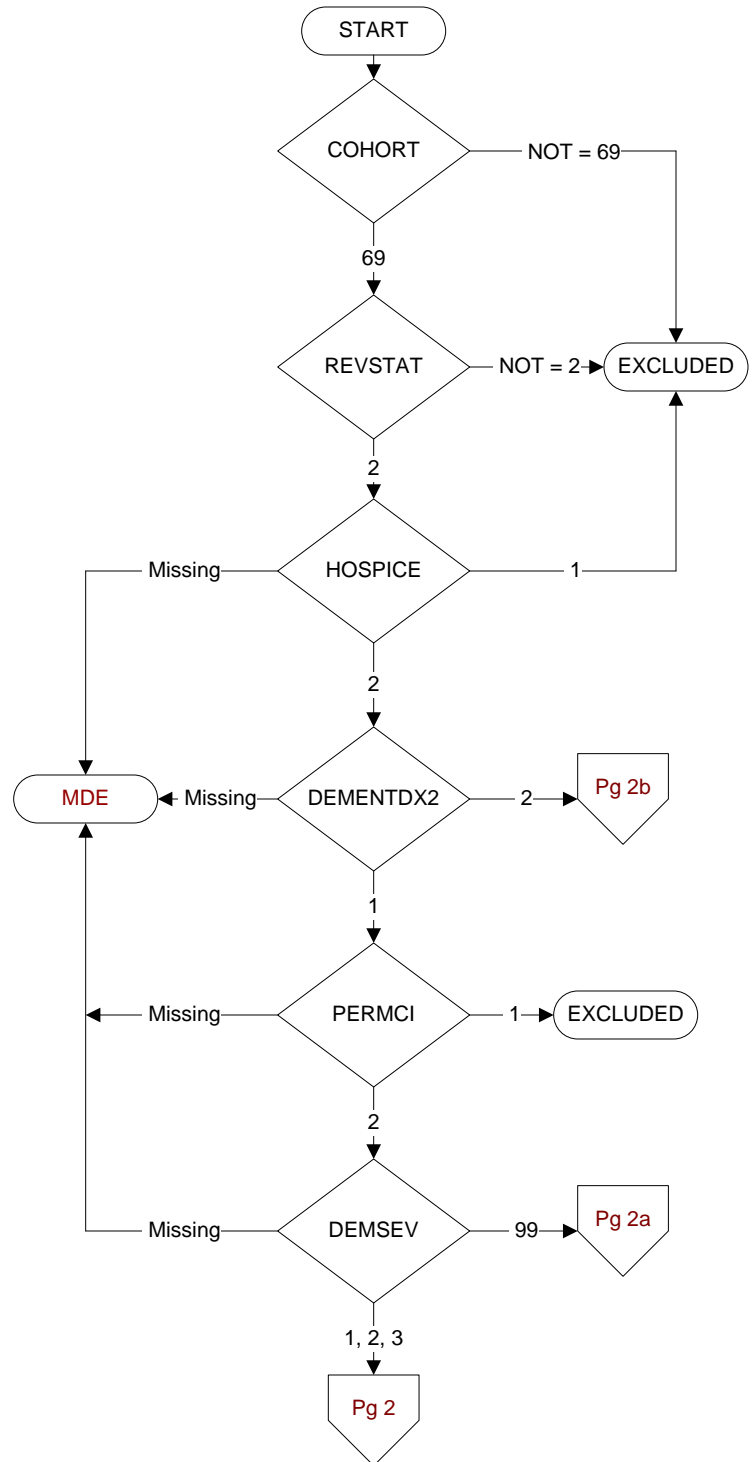 START
COHORT
NOT = 69
69
REVSTAT
NOT = 2
EXCLUDED
2
Missing
HOSPICE
1
2
MDE
Missing
DEMENTDX2
2
Pg 2b
1
Missing
PERMCI
1
EXCLUDED
2
Missing
DEMSEV
99
Pg 2a
1, 2, 3
Pg 2